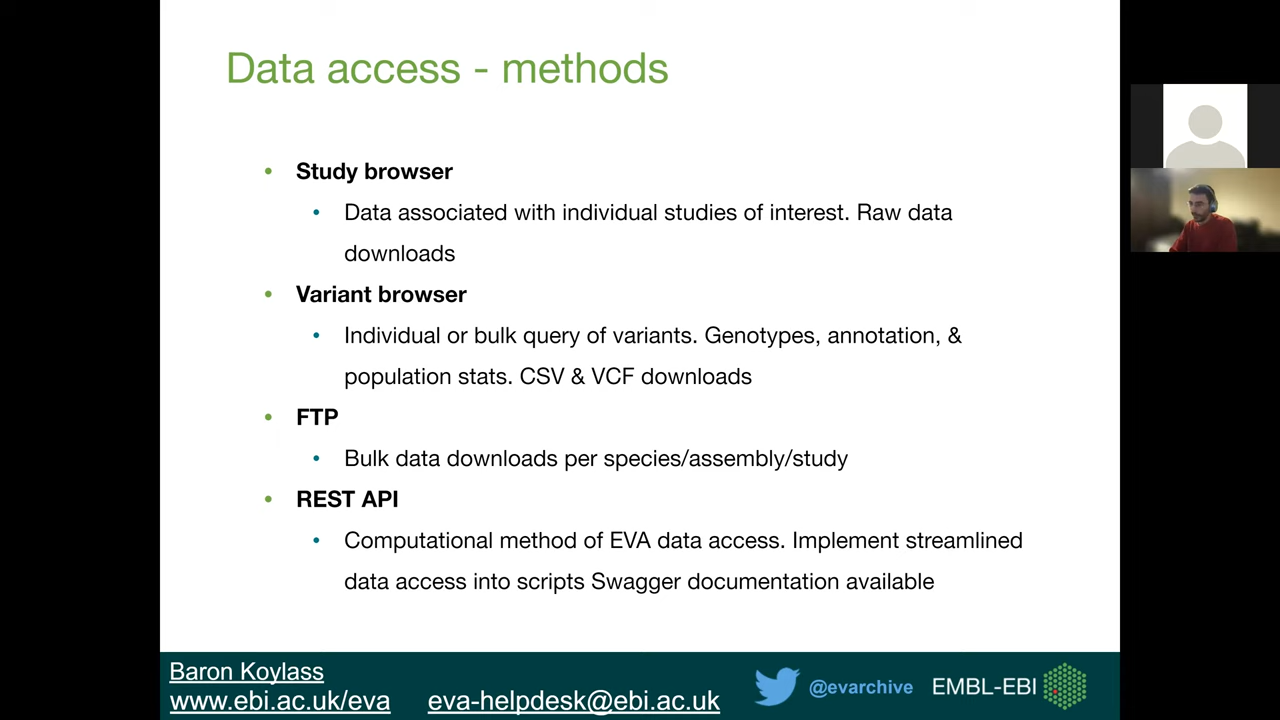 Data access - methods
• Study browser
• Data associated with individual studies of interest. Raw data
downloads
• Variant browser
• Individual or bulk query of variants. Genotypes, annotation, &
population stats. CSV & VCF downloads
• FTP
• Bulk data downloads per species/assembly/study
• REST API
• Computational method of EVA data access. Implement streamlined
data access into scripts Swagger documentation available
Baron Koylass
www.ebi.ac.uk/eva eva-helpdesk@ebi.ac.uk
@evarchive
EMBL-EBI